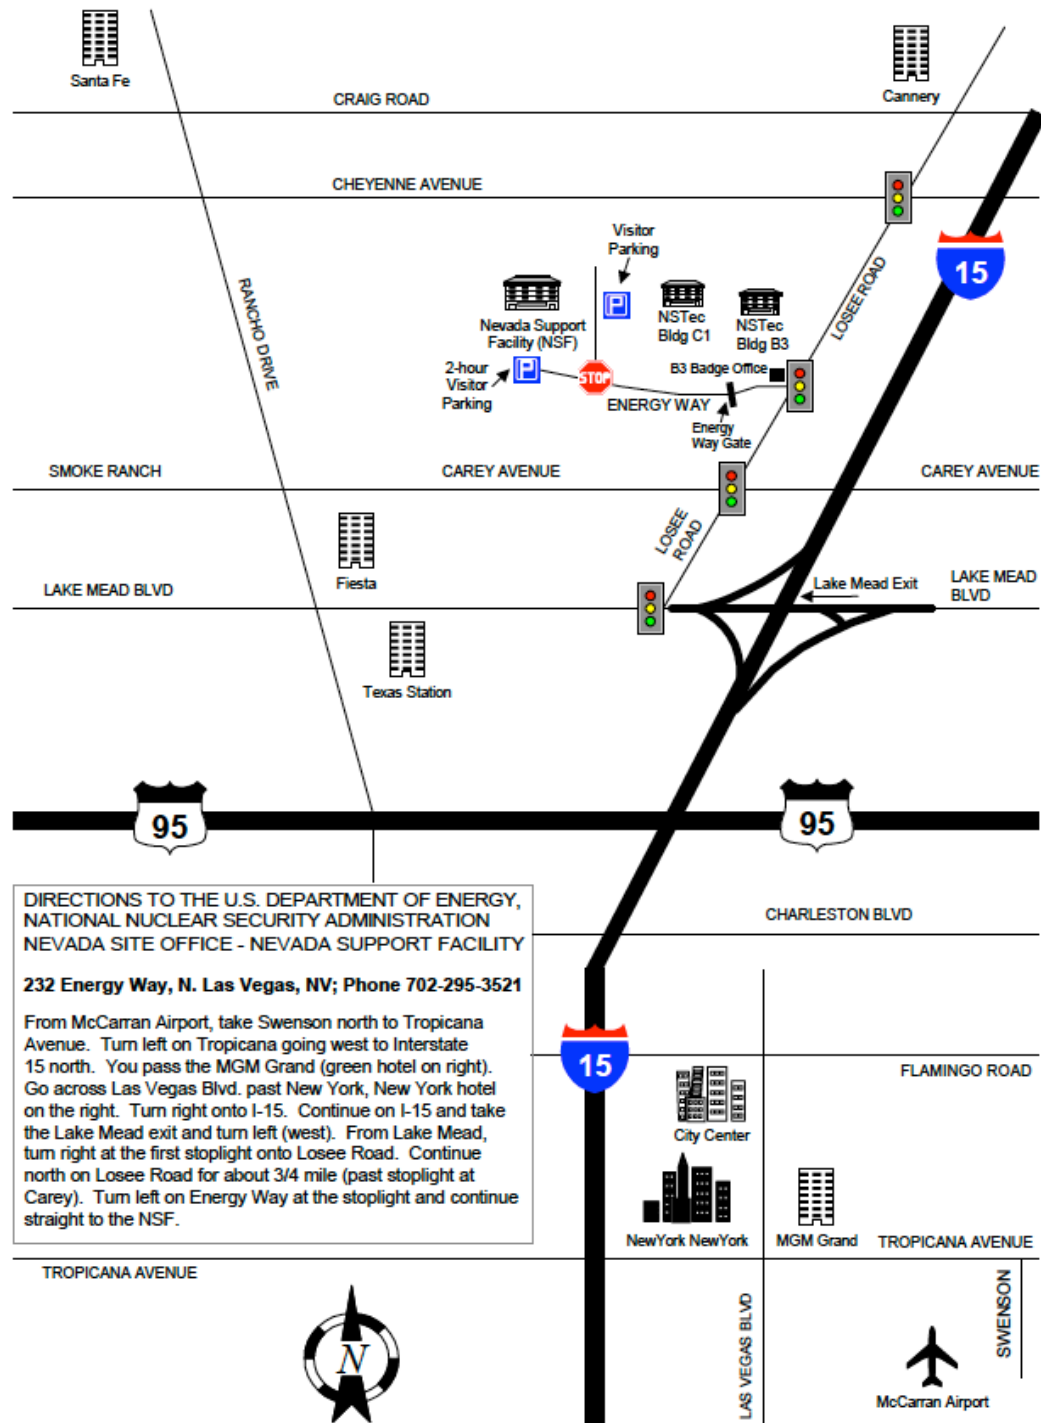 Santa Fe
Cannery
CRAIG ROAD
CHEYENNE AVENUE
Visitor
Parking
15
RANCHO DRIVE
LOSEE ROAD
Nevada Support
Facility (NSF)
NSTec
Bldg C1
NSTec
Bldg B3
2-hour
Visitor
Parking
P
P
STOP
B3 Badge Office
ENERGY WAY
Energy
Way Gate
SMOKE RANCH
CAREY AVENUE
CAREY AVENUE
LOSEE
ROAD
Fiesta
LAKE MEAD BLVD
Lake Mead Exit
LAKE MEAD
BLVD
Texas Station
95
95
DIRECTIONS TO THE U.S. DEPARTMENT OF ENERGY,
NATIONAL NUCLEAR SECURITY ADMINISTRATION
NEVADA SITE OFFICE - NEVADA SUPPORT FACILITY
232 Energy Way, N. Las Vegas, NV; Phone 702-295-3521
From McCarran Airport, take Swenson north to Tropicana
Avenue. Turn left on Tropicana going west to Interstate
15 north. You pass the MGM Grand (green hotel on right).
Go across Las Vegas Blvd. past New York, New York hotel
on the right. Turn right onto I-15. Continue on I-15 and take
the Lake Mead exit and turn left (west). From Lake Mead,
turn right at the first stoplight onto Losee Road. Continue
north on Losee Road for about 3/4 mile (past stoplight at
Carey). Turn left on Energy Way at the stoplight and continue
straight to the NSF.
CHARLESTON BLVD
15
FLAMINGO ROAD
City Center
NewYork NewYork
MGM Grand
TROPICANA AVENUE
TROPICANA AVENUE
N
LAS VEGAS BLVD
SWENSON
McCarran Airport